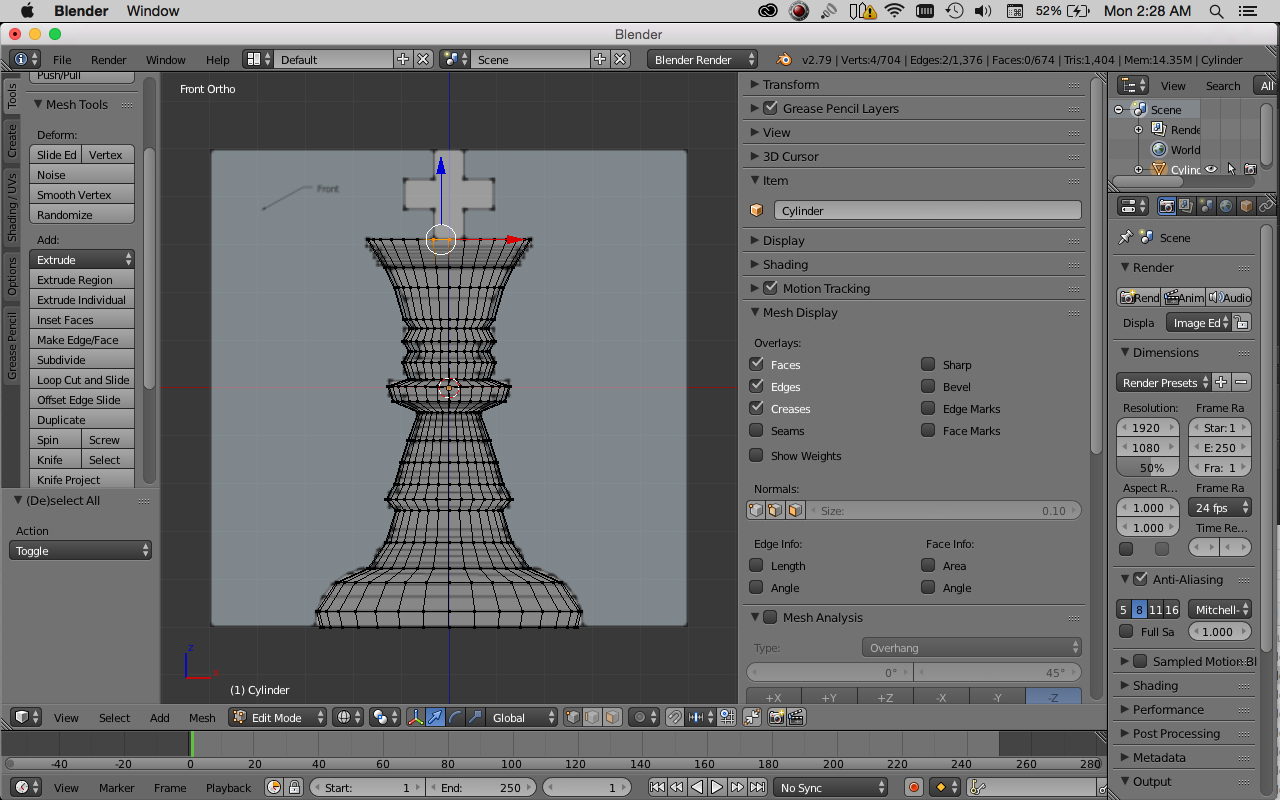 Blender Window 52% Mon 2:28 AM
Blender
File Render Window Help Default Scene Blender Render v2.79 | Verts:4/704 | Edges:2/1,376 | Faces:0/674 | Tris:1,404 | Mem:14.35M | Cylinder
Push/Pull
Mesh Tools
Deform:
Slide Ed Vertex
Noise
Smooth Vertex
Randomize
Add:
Extrude
Extrude Region
Extrude Individual
Inset Faces
Make Edge/Face
Subdivide
Loop Cut and Slide
Offset Edge Slide
Duplicate
Spin Screw
Knife Select
Knife Project
(De)select All
Action
Toggle
Tools
Create
Shading / UVs
Options
Grease Pencil
Front Ortho
Front
z
x
(1) Cylinder
Transform
Grease Pencil Layers
View
3D Cursor
Item
Cylinder
Display
Shading
Motion Tracking
Mesh Display
Overlays:
Faces Sharp
Edges Bevel
Creases Edge Marks
Seams Face Marks
Show Weights
Normals:
Size: 0.10
Edge Info: Face Info:
Length Area
Angle Angle
Mesh Analysis
Type: Overhang
0° 45°
+X +Y +Z -X -Y -Z
View Search All
Scene
Rende
World
Cylinc
Scene
Render
Rend Anim Audio
Displa Image Ed
Dimensions
Render Presets
Resolution: Frame Ra
1920 Star: 1
1080 E: 250
50% Fra: 1
Aspect R... Frame Ra
1.000 24 fps
1.000 Time Re...
Anti-Aliasing
5 8 11 16 Mitchell-
Full Sa 1.000
Sampled Motion Bl
Shading
Performance
Post Processing
Metadata
Output
View Select Add Mesh Edit Mode Global
-40 -20 0 20 40 60 80 100 120 140 160 180 200 220 240 260 280
View Marker Frame Playback Start: 1 End: 250 1 No Sync